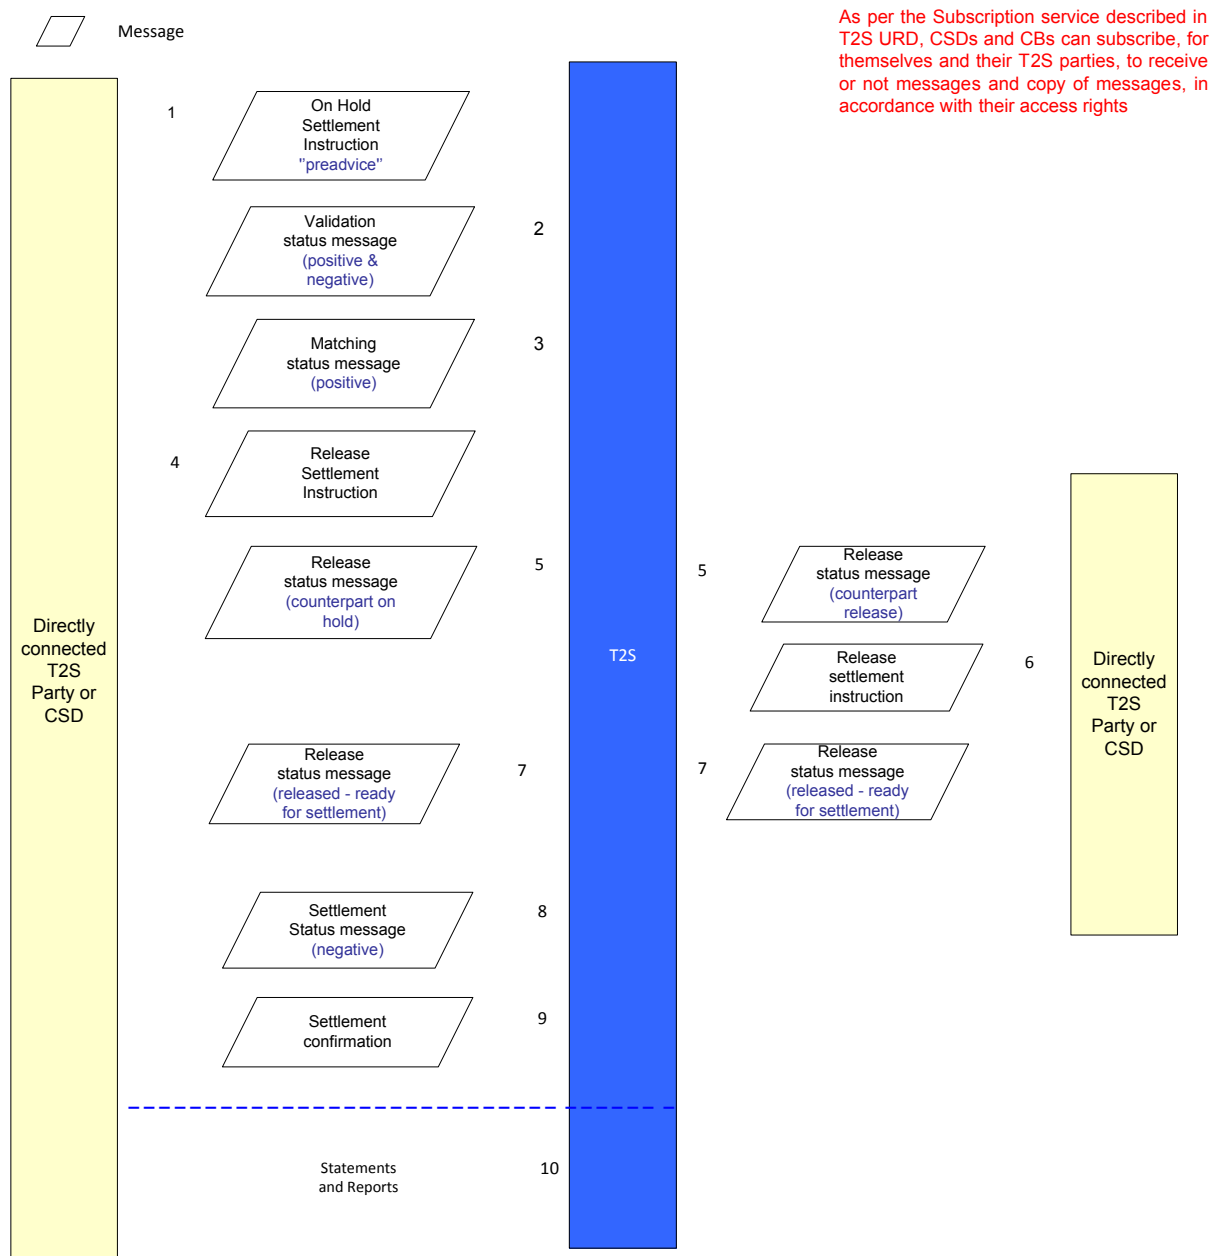 Message
As per the Subscription service described in
T2S URD, CSDs and CBs can subscribe, for
themselves and their T2S parties, to receive
or not messages and copy of messages, in
accordance with their access rights
1
On Hold
Settlement
Instruction
"preadvice"
Validation
status message
(positive &
negative)
2
Matching
status message
(positive)
3
4
Release
Settlement
Instruction
Release
status message
(counterpart on
hold)
5
5
Release
status message
(counterpart
release)
Directly
connected
T2S
Party or
CSD
T2S
Release
settlement
instruction
6
Directly
connected
T2S
Party or
CSD
Release
status message
(released - ready
for settlement)
7
7
Release
status message
(released - ready
for settlement)
Settlement
Status message
(negative)
8
Settlement
confirmation
9
Statements
and Reports
10